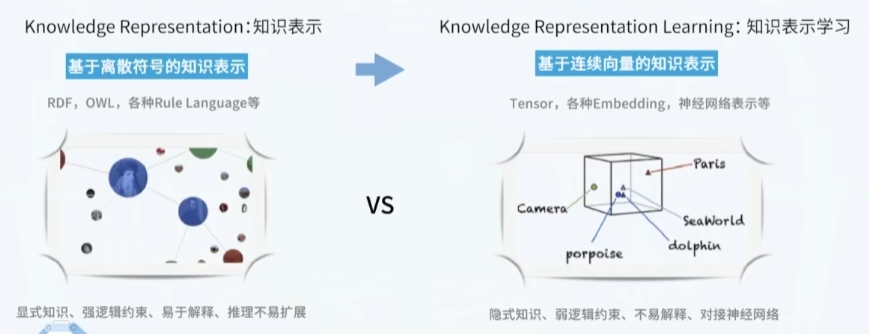 Knowledge Representation：知识表示
基于离散符号的知识表示
RDF，OWL，各种Rule Language等
显式知识、强逻辑约束、易于解释、推理不易扩展
VS
Knowledge Representation Learning：知识表示学习
基于连续向量的知识表示
Tensor，各种Embedding，神经网络表示等
Paris
Camera
SeaWorld
dolphin
porpoise
隐式知识、弱逻辑约束、不易解释、对接神经网络